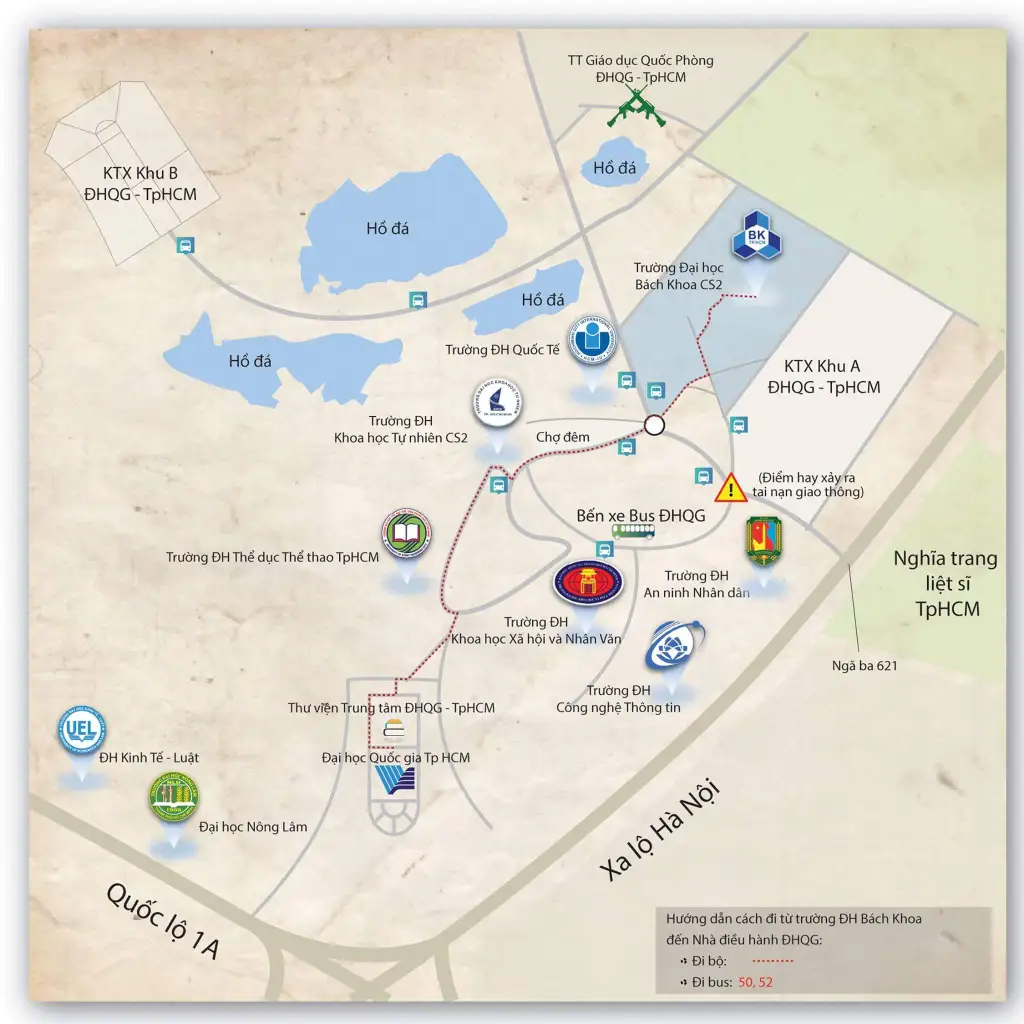 TT Giáo dục Quốc Phòng
ĐHQG - TpHCM
Hồ đá
KTX Khu B
ĐHQG - TpHCM
Hồ đá
BK
TP.HCM
Trường Đại học
Bách Khoa CS2
Hồ đá
Trường ĐH Quốc Tế
Hồ đá
KTX Khu A
ĐHQG - TpHCM
Trường ĐH
Khoa học Tự nhiên CS2
Chợ đêm
(Điểm hay xảy ra
tai nạn giao thông)
Bến xe Bus ĐHQG
Trường ĐH Thể dục Thể thao TpHCM
Trường ĐH
An ninh Nhân dân
Nghĩa trang
liệt sĩ
TpHCM
Trường ĐH
Khoa học Xã hội và Nhân Văn
Ngã ba 621
Trường ĐH
Công nghệ Thông tin
Thư viện Trung tâm ĐHQG - TpHCM
UEL
ĐH Kinh Tế - Luật
Đại học Quốc gia Tp HCM
Đại học Nông Lâm
Xa lộ Hà Nội
Quốc lộ 1A
Hướng dẫn cách đi từ trường ĐH Bách Khoa
đến Nhà điều hành ĐHQG:
Đi bộ:
Đi bus: 50, 52